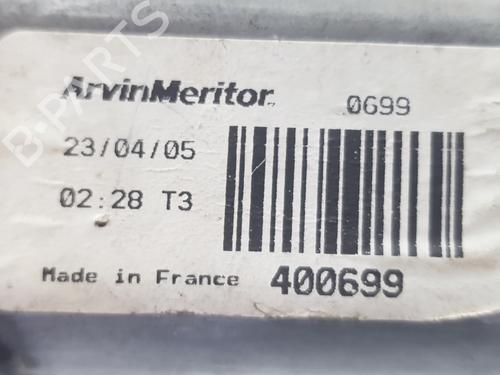 ArvinMeritor 0699
23/04/05
02:28 T3
Made in France 400699
B-PARTS